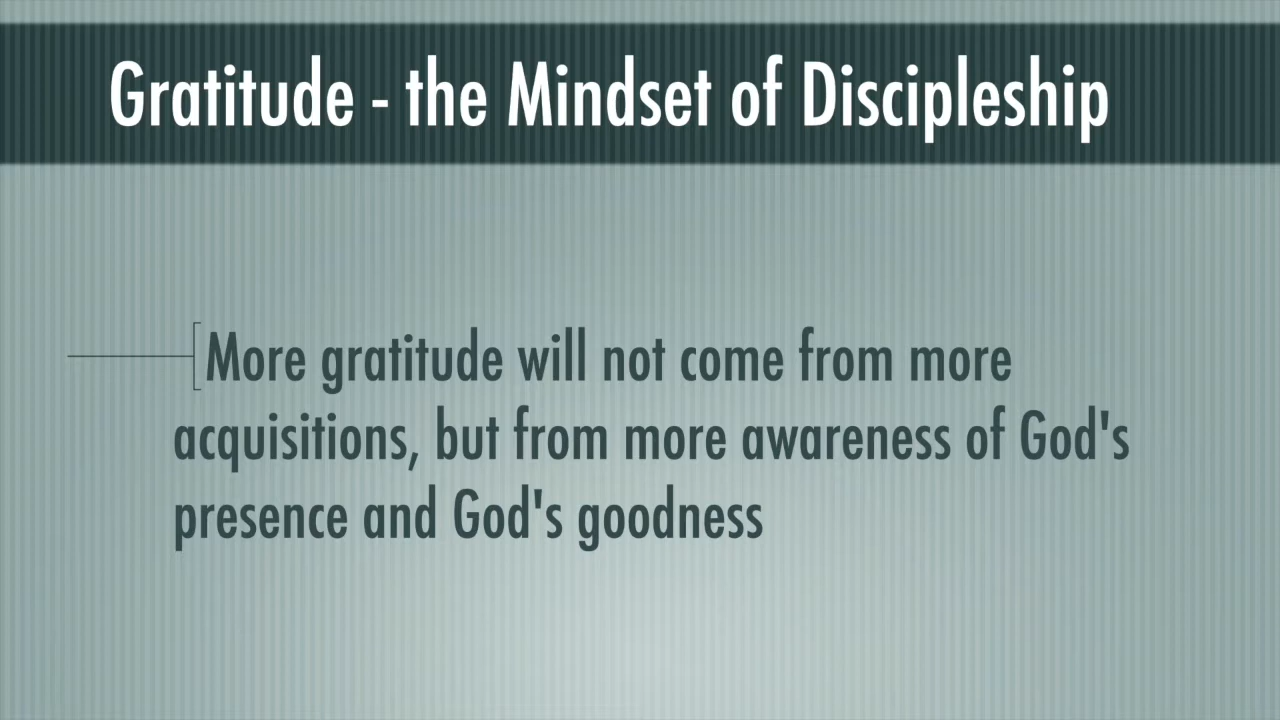 Gratitude - the Mindset of Discipleship
More gratitude will not come from more
acquisitions, but from more awareness of God's
presence and God's goodness